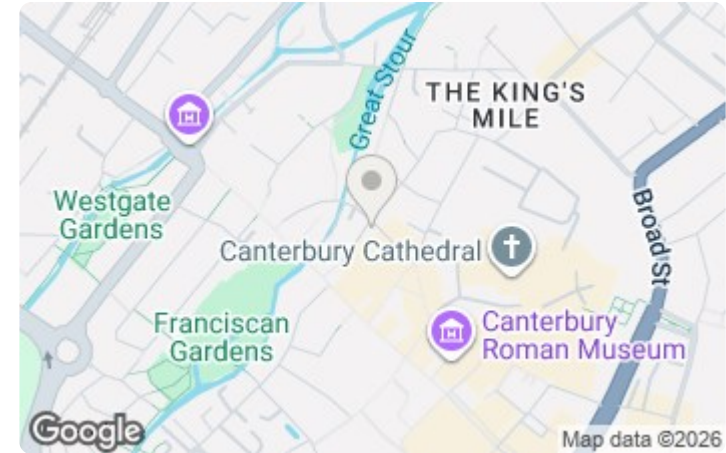 THE KING'S
MILE
Great Stour
Westgate
Gardens
Broad St
Canterbury Cathedral
Franciscan
Gardens
Canterbury
Roman Museum
Google
Map data ©2026